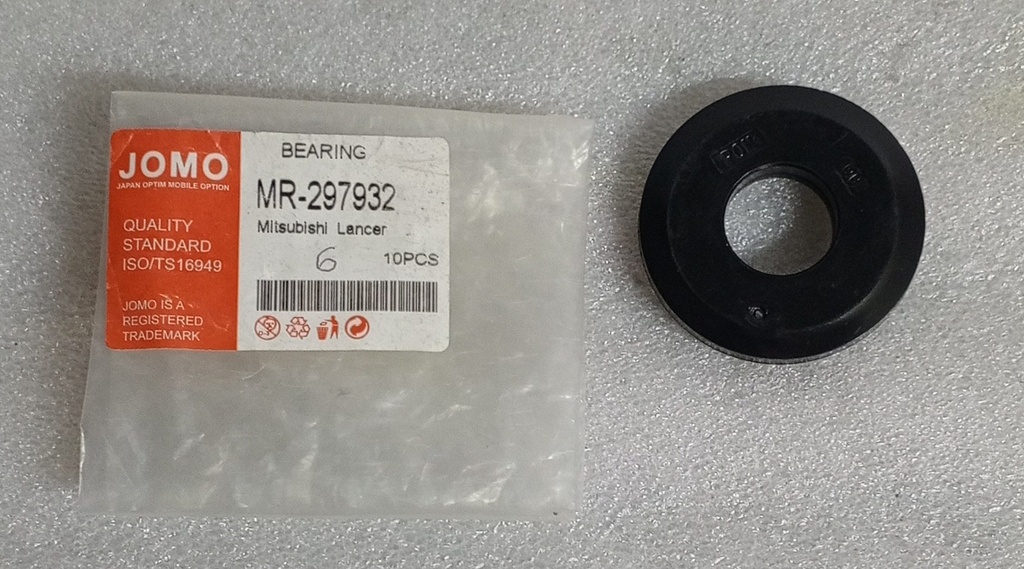 JOMO
JAPAN OPTIM MOBILE OPTION
QUALITY
STANDARD
ISO/TS16949
JOMO IS A
REGISTERED
TRADEMARK
BEARING
MR-297932
Mitsubishi Lancer
6 10PCS